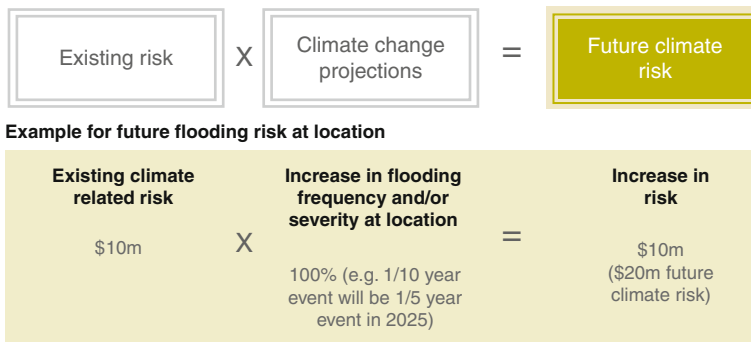 Existing risk
X
Climate change
projections
=
Future climate
risk
Example for future flooding risk at location
Existing climate
related risk
$10m
X
Increase in flooding
frequency and/or
severity at location
100% (e.g. 1/10 year
event will be 1/5 year
event in 2025)
=
Increase in
risk
$10m
($20m future
climate risk)